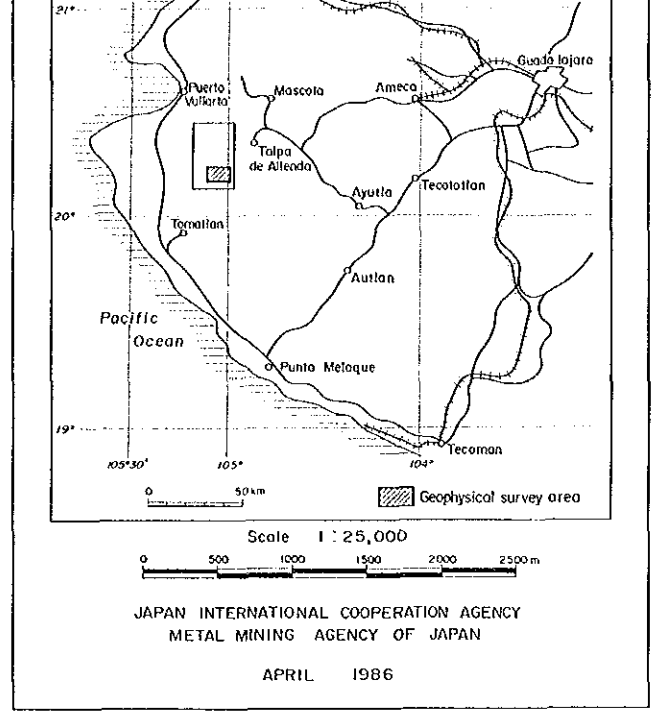 21°
Guadalajara
Puerto
Vallarta
Mascota
Ameca
Talpa
de Allende
Ayutla
Tecolotlan
20°
Tomatlan
Autlan
Pacific
Ocean
Punta Melaque
19°
Tecoman
105°30'
105°
104°
0 50km
Geophysical survey area
Scale 1:25,000
0 500 1000 1500 2000 2500m
JAPAN INTERNATIONAL COOPERATION AGENCY
METAL MINING AGENCY OF JAPAN
APRIL 1986